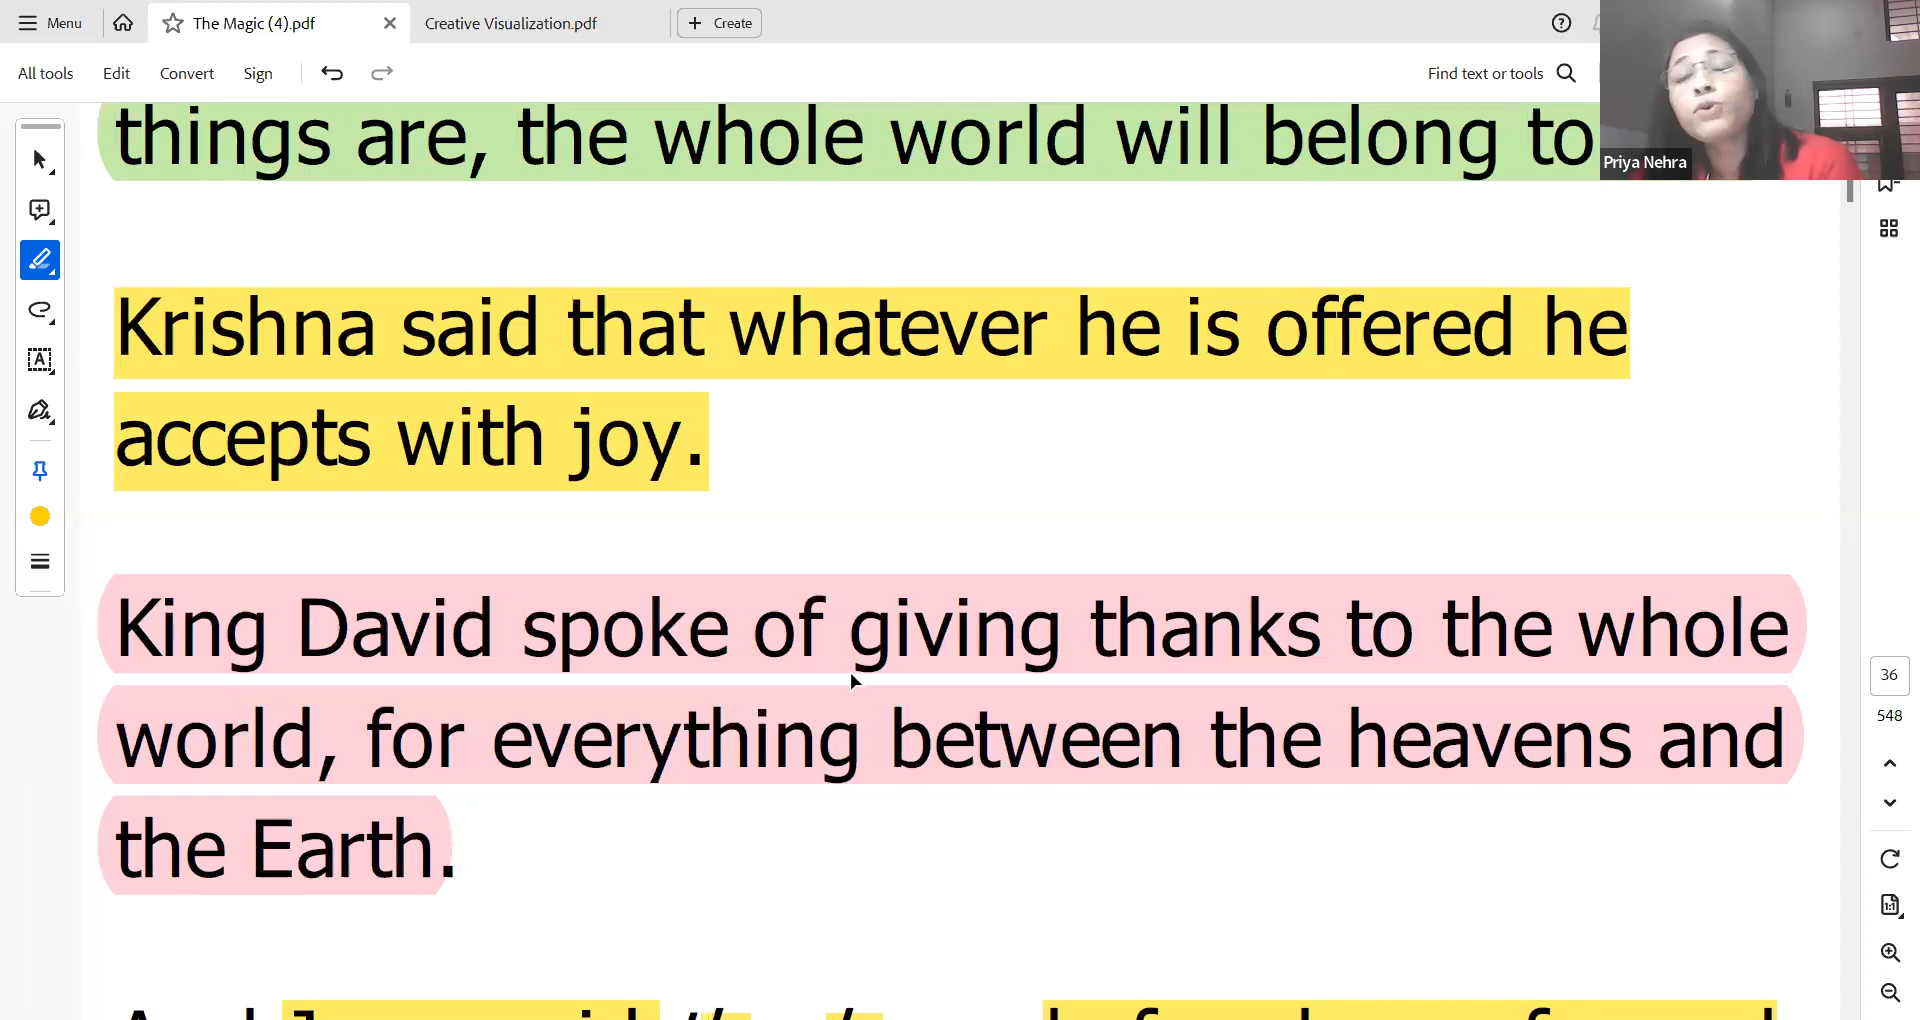 Menu
The Magic (4).pdf
Creative Visualization.pdf
Create
All tools
Edit
Convert
Sign
Find text or tools
Priya Nehra
things are, the whole world will belong to
Krishna said that whatever he is offered he
accepts with joy.
King David spoke of giving thanks to the whole
world, for everything between the heavens and
the Earth.
36
548